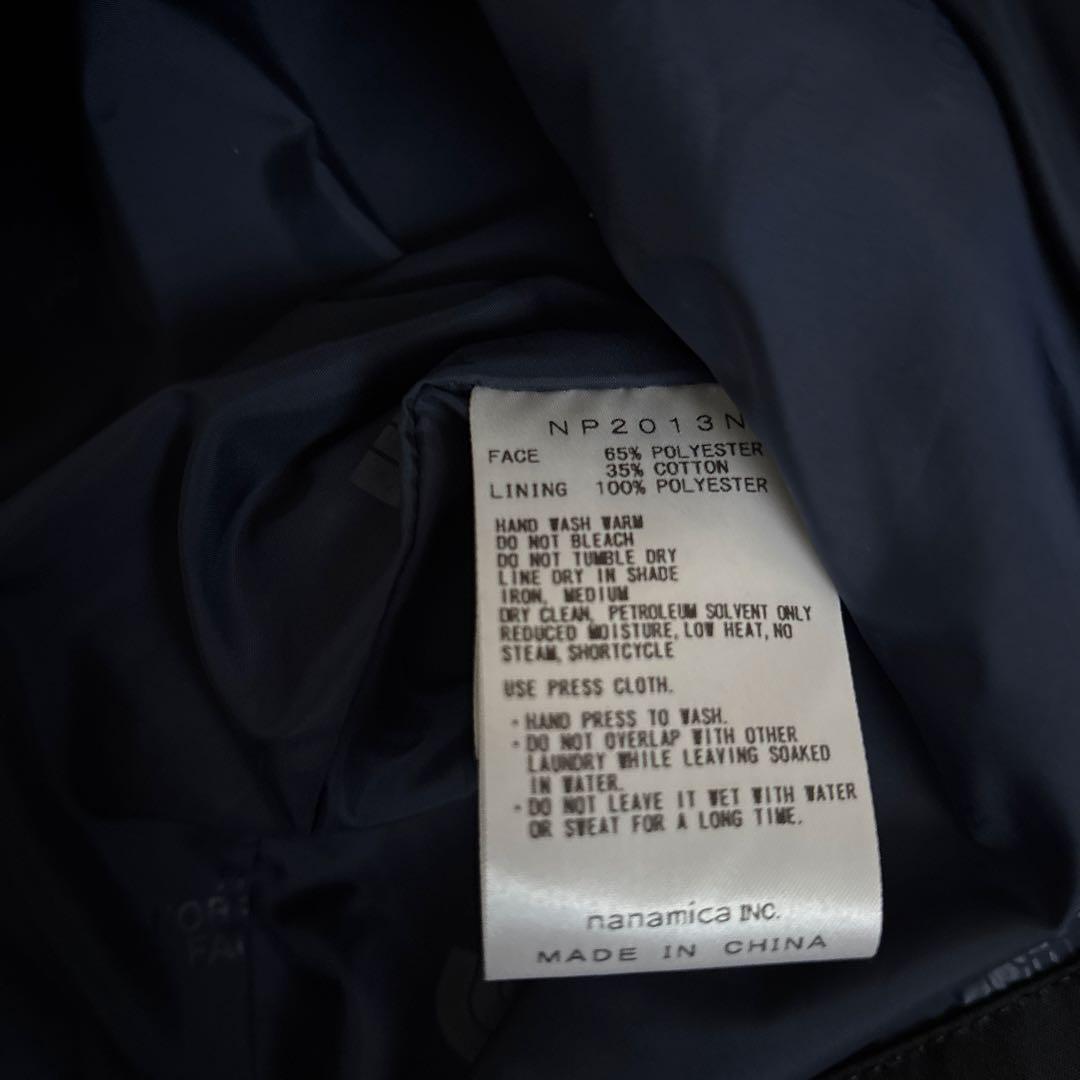 NP2013N
FACE 65% POLYESTER
35% COTTON
LINING 100% POLYESTER
HAND WASH WARM
DO NOT BLEACH
DO NOT TUMBLE DRY
LINE DRY IN SHADE
IRON, MEDIUM
DRY CLEAN, PETROLEUM SOLVENT ONLY
REDUCED MOISTURE, LOW HEAT, NO
STEAM, SHORTCYCLE
USE PRESS CLOTH.
• HAND PRESS TO WASH.
• DO NOT OVERLAP WITH OTHER
LAUNDRY WHILE LEAVING SOAKED
IN WATER.
• DO NOT LEAVE IT WET WITH WATER
OR SWEAT FOR A LONG TIME.
nanamica INC.
MADE IN CHINA